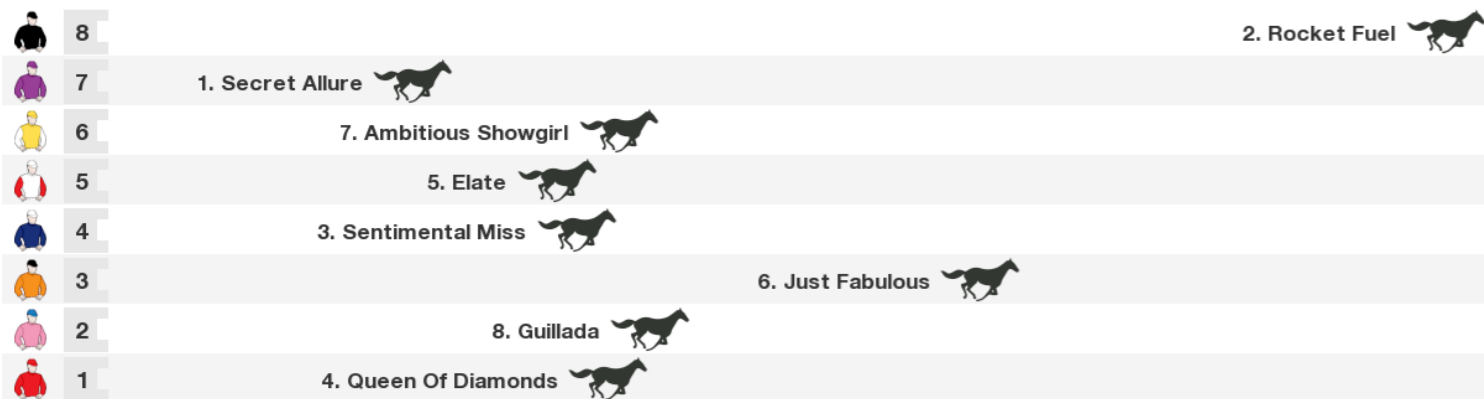 8 2. Rocket Fuel
7 1. Secret Allure
6 7. Ambitious Showgirl
5 5. Elate
4 3. Sentimental Miss
3 6. Just Fabulous
2 8. Guillada
1 4. Queen Of Diamonds